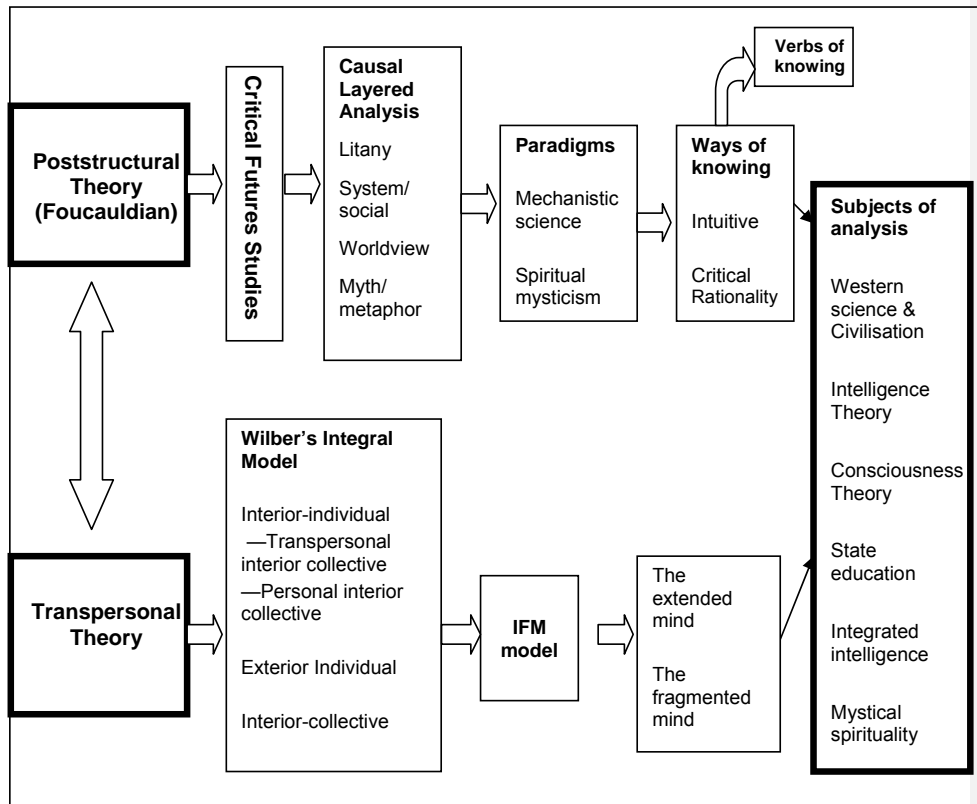 Poststructural
Theory
(Foucauldian)
Critical Futures Studies
Causal
Layered
Analysis
Litany
System/
social
Worldview
Myth/
metaphor
Paradigms
Mechanistic
science
Spiritual
mysticism
Ways of
knowing
Intuitive
Critical
Rationality
Verbs of
knowing
Subjects of
analysis
Western
science &
Civilisation
Intelligence
Theory
Consciousness
Theory
State
education
Integrated
intelligence
Mystical
spirituality
Transpersonal
Theory
Wilber’s Integral
Model
Interior-individual
—Transpersonal
interior collective
—Personal interior
collective
Exterior Individual
Interior-collective
IFM
model
The
extended
mind
The
fragmented
mind